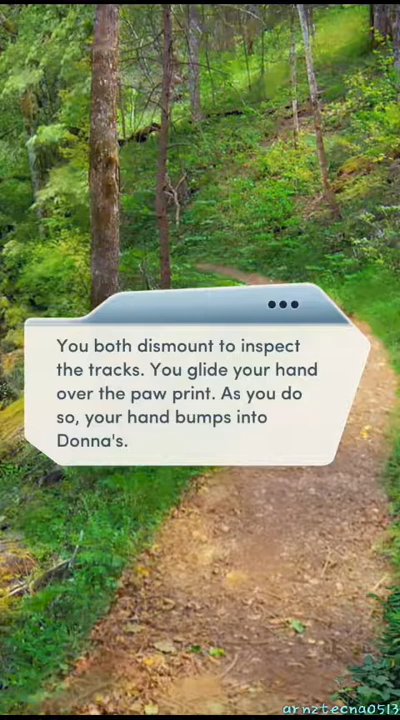 You both dismount to inspect
the tracks. You glide your hand
over the paw print. As you do
so, your hand bumps into
Donna's.
arnztecna0513